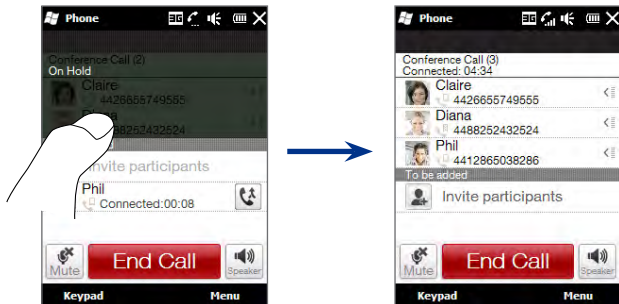 Phone
Conference Call (2)
On Hold
Claire
4426655749555
Diana
4488252432524
Invite participants
Phil
Connected:00:08
Mute
End Call
Speaker
Keypad
Menu
Phone
Conference Call (3)
Connected: 04:34
Claire
4426655749555
Diana
4488252432524
Phil
4412865038286
To be added
Invite participants
Mute
End Call
Speaker
Keypad
Menu